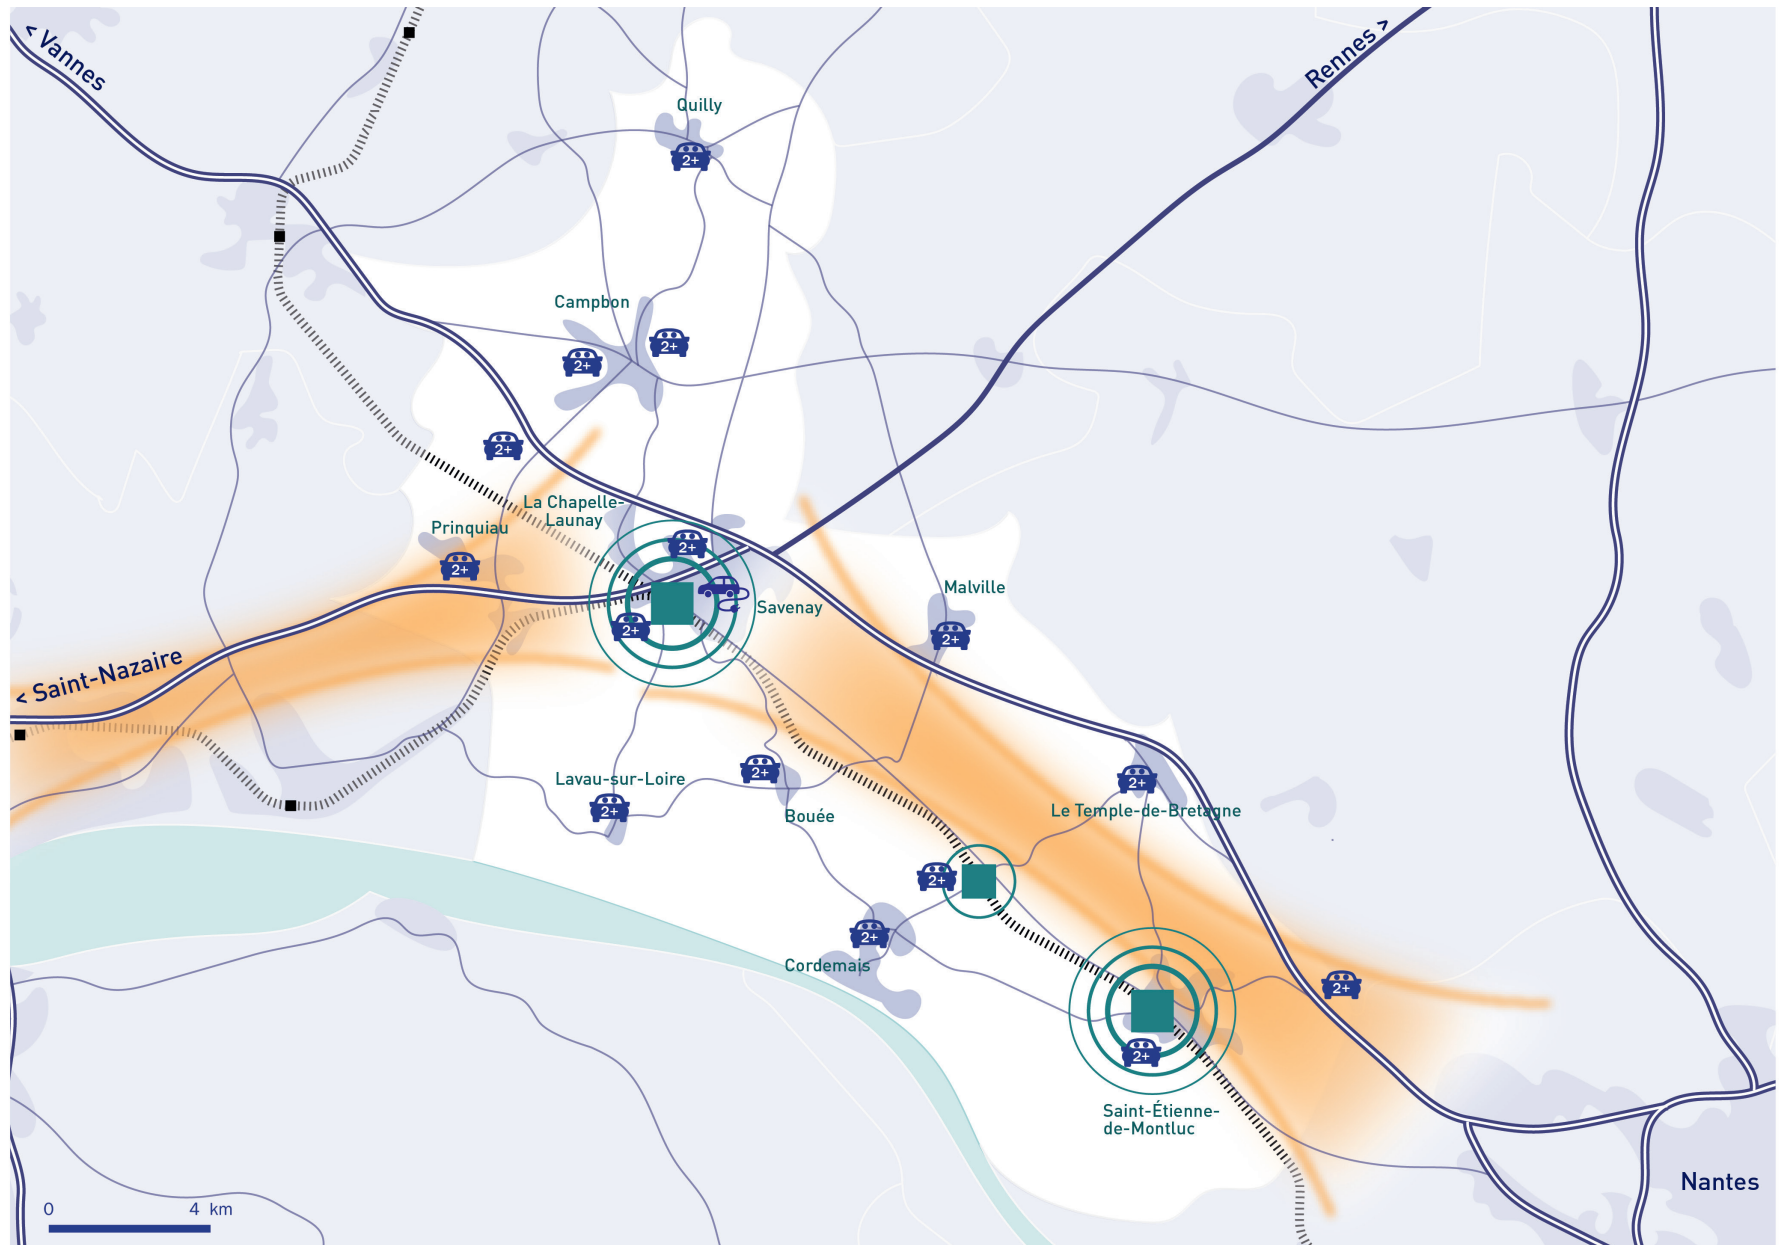 < Vannes
Rennes >
Quilly
2+
Campbon
2+
2+
2+
La Chapelle-
Launay
Prinquiau
2+
2+
Savenay
2+
Malville
2+
< Saint-Nazaire
Lavau-sur-Loire
2+
2+
Bouée
2+
Le Temple-de-Bretagne
2+
2+
Cordemais
2+
2+
Saint-Étienne-
de-Montluc
Nantes
0 4 km